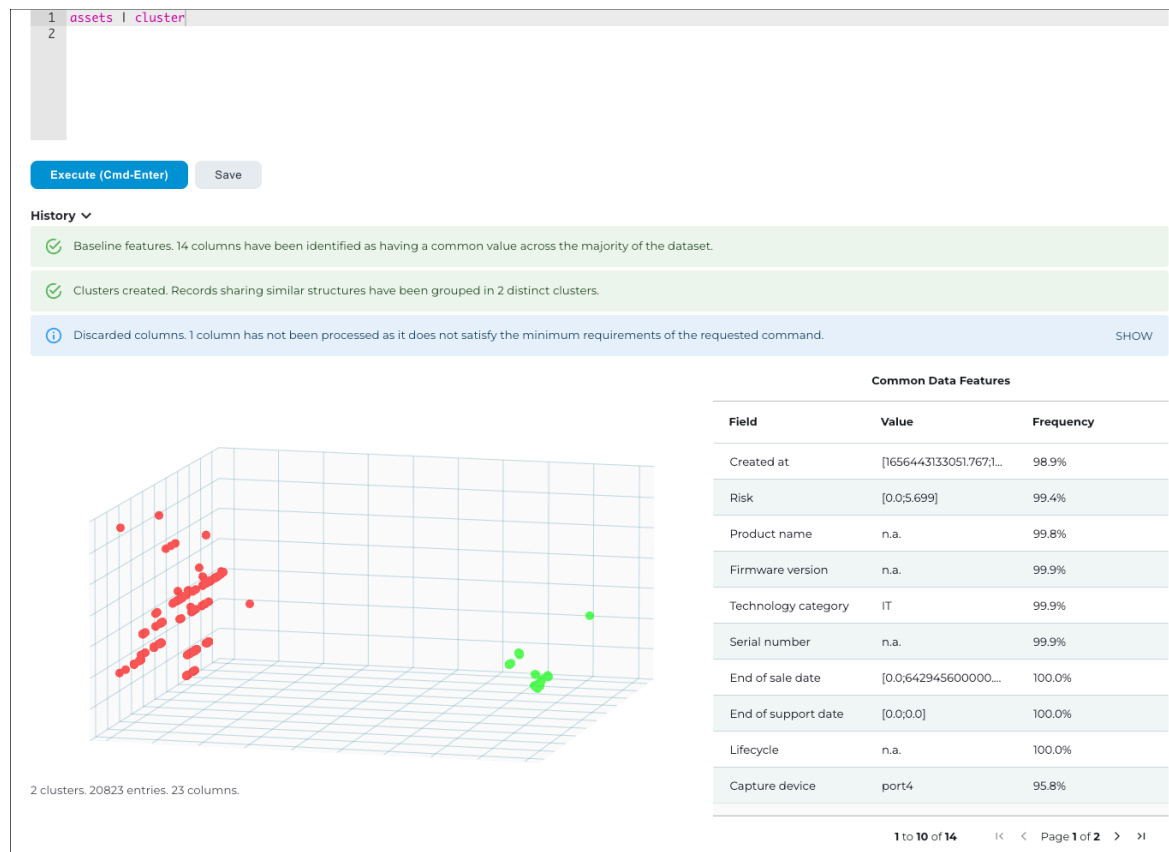 1 assets | cluster
2
Execute (Cmd-Enter) Save
History
Baseline features. 14 columns have been identified as having a common value across the majority of the dataset.
Clusters created. Records sharing similar structures have been grouped in 2 distinct clusters.
Discarded columns. 1 column has not been processed as it does not satisfy the minimum requirements of the requested command. SHOW
Common Data Features
Field Value Frequency
Created at [1656443133051.767;1... 98.9%
Risk [0.0;5.699] 99.4%
Product name n.a. 99.8%
Firmware version n.a. 99.9%
Technology category IT 99.9%
Serial number n.a. 99.9%
End of sale date [0.0;642945600000.... 100.0%
End of support date [0.0;0.0] 100.0%
Lifecycle n.a. 100.0%
Capture device port4 95.8%
2 clusters. 20823 entries. 23 columns.
1 to 10 of 14 Page 1 of 2